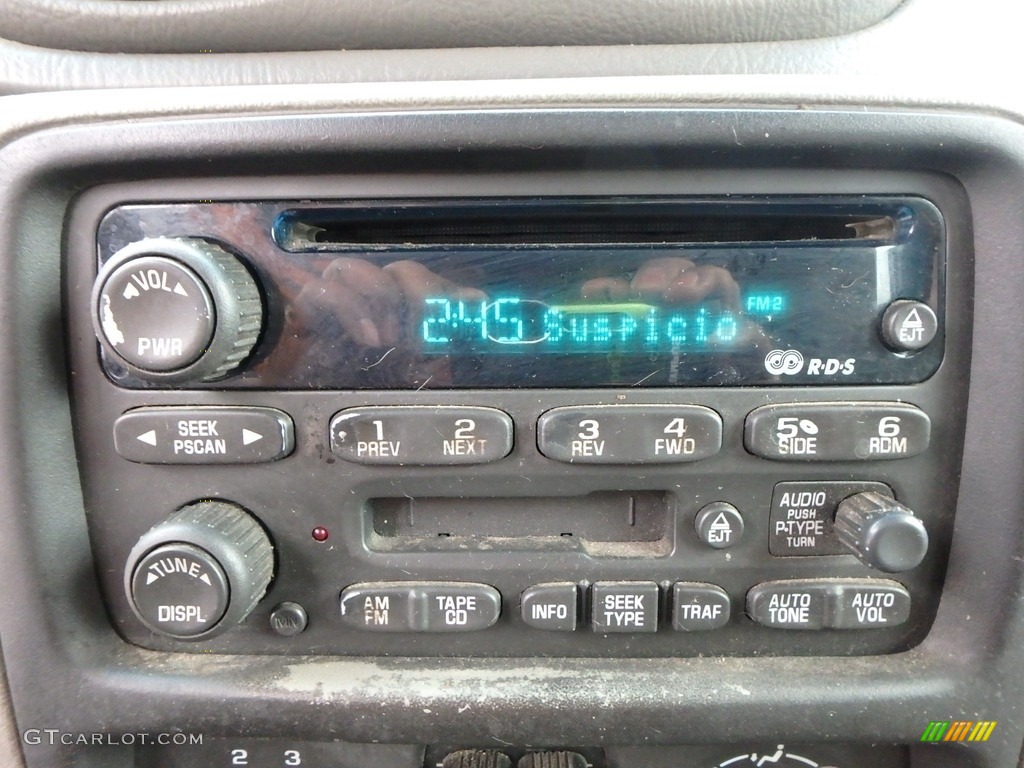 VOL
PWR
2:45 Suspicio
FM2
EJT
R·D·S
SEEK
PSCAN
1 PREV
2 NEXT
3 REV
4 FWD
5 SIDE
6 RDM
AUDIO
PUSH
P-TYPE
TURN
EJT
TUNE
DISPL
AM
FM
TAPE
CD
INFO
SEEK
TYPE
TRAF
AUTO
TONE
AUTO
VOL
GTCARLOT.COM
2 3